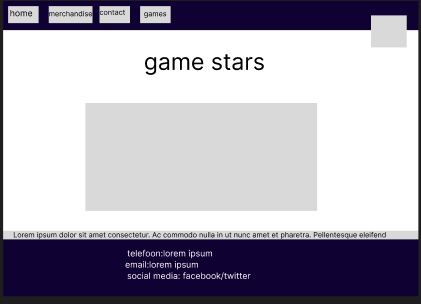 home merchandise contact games
game stars
Lorem ipsum dolor sit amet consectetur. Ac commodo nulla in ut nunc amet et pharetra. Pellentesque eleifend
telefoon:lorem ipsum
email:lorem ipsum
social media: facebook/twitter